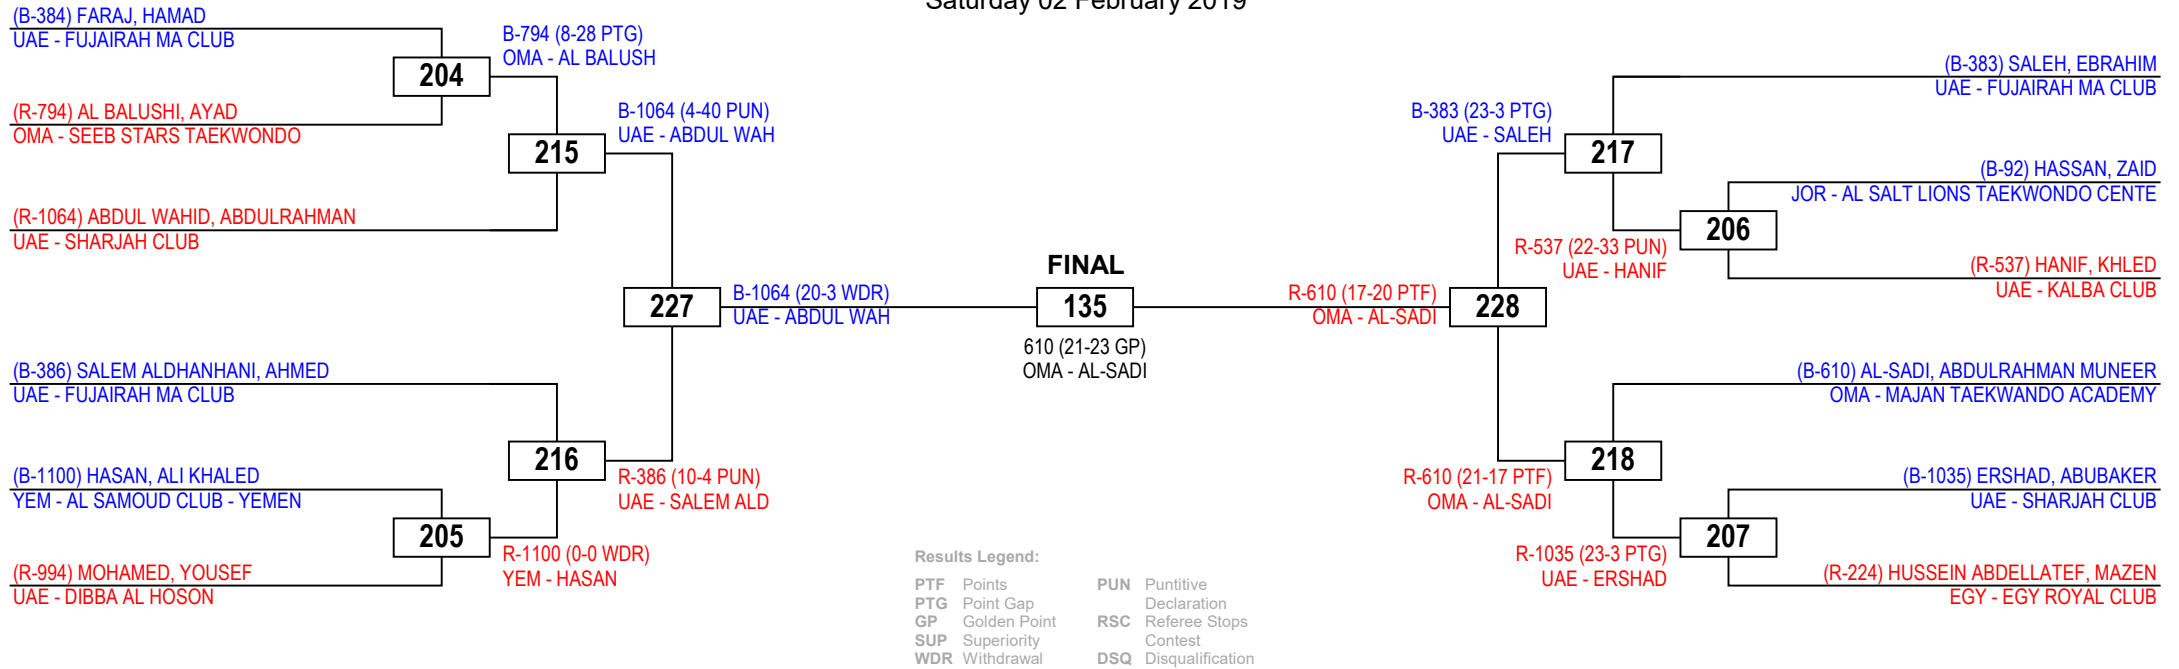 Saturday 02 February 2019
(B-384) FARAJ, HAMAD
UAE - FUJAIRAH MA CLUB
204
(R-794) AL BALUSHI, AYAD
OMA - SEEB STARS TAEKWONDO
B-794 (8-28 PTG)
OMA - AL BALUSH
215
(R-1064) ABDUL WAHID, ABDULRAHMAN
UAE - SHARJAH CLUB
B-1064 (4-40 PUN)
UAE - ABDUL WAH
227
B-1064 (20-3 WDR)
UAE - ABDUL WAH
(B-386) SALEM ALDHANHANI, AHMED
UAE - FUJAIRAH MA CLUB
216
R-386 (10-4 PUN)
UAE - SALEM ALD
(B-1100) HASAN, ALI KHALED
YEM - AL SAMOUD CLUB - YEMEN
205
(R-994) MOHAMED, YOUSEF
UAE - DIBBA AL HOSON
R-1100 (0-0 WDR)
YEM - HASAN
FINAL
135
610 (21-23 GP)
OMA - AL-SADI
(B-383) SALEH, EBRAHIM
UAE - FUJAIRAH MA CLUB
B-383 (23-3 PTG)
UAE - SALEH
217
(B-92) HASSAN, ZAID
JOR - AL SALT LIONS TAEKWONDO CENTE
206
R-537 (22-33 PUN)
UAE - HANIF
(R-537) HANIF, KHLED
UAE - KALBA CLUB
R-610 (17-20 PTF)
OMA - AL-SADI
228
(B-610) AL-SADI, ABDULRAHMAN MUNEER
OMA - MAJAN TAEKWANDO ACADEMY
218
R-610 (21-17 PTF)
OMA - AL-SADI
(B-1035) ERSHAD, ABUBAKER
UAE - SHARJAH CLUB
207
R-1035 (23-3 PTG)
UAE - ERSHAD
(R-224) HUSSEIN ABDELLATEF, MAZEN
EGY - EGY ROYAL CLUB
Results Legend:
PTF Points
PTG Point Gap
GP Golden Point
SUP Superiority
WDR Withdrawal
PUN Puntitive
Declaration
RSC Referee Stops
Contest
DSQ Disqualification